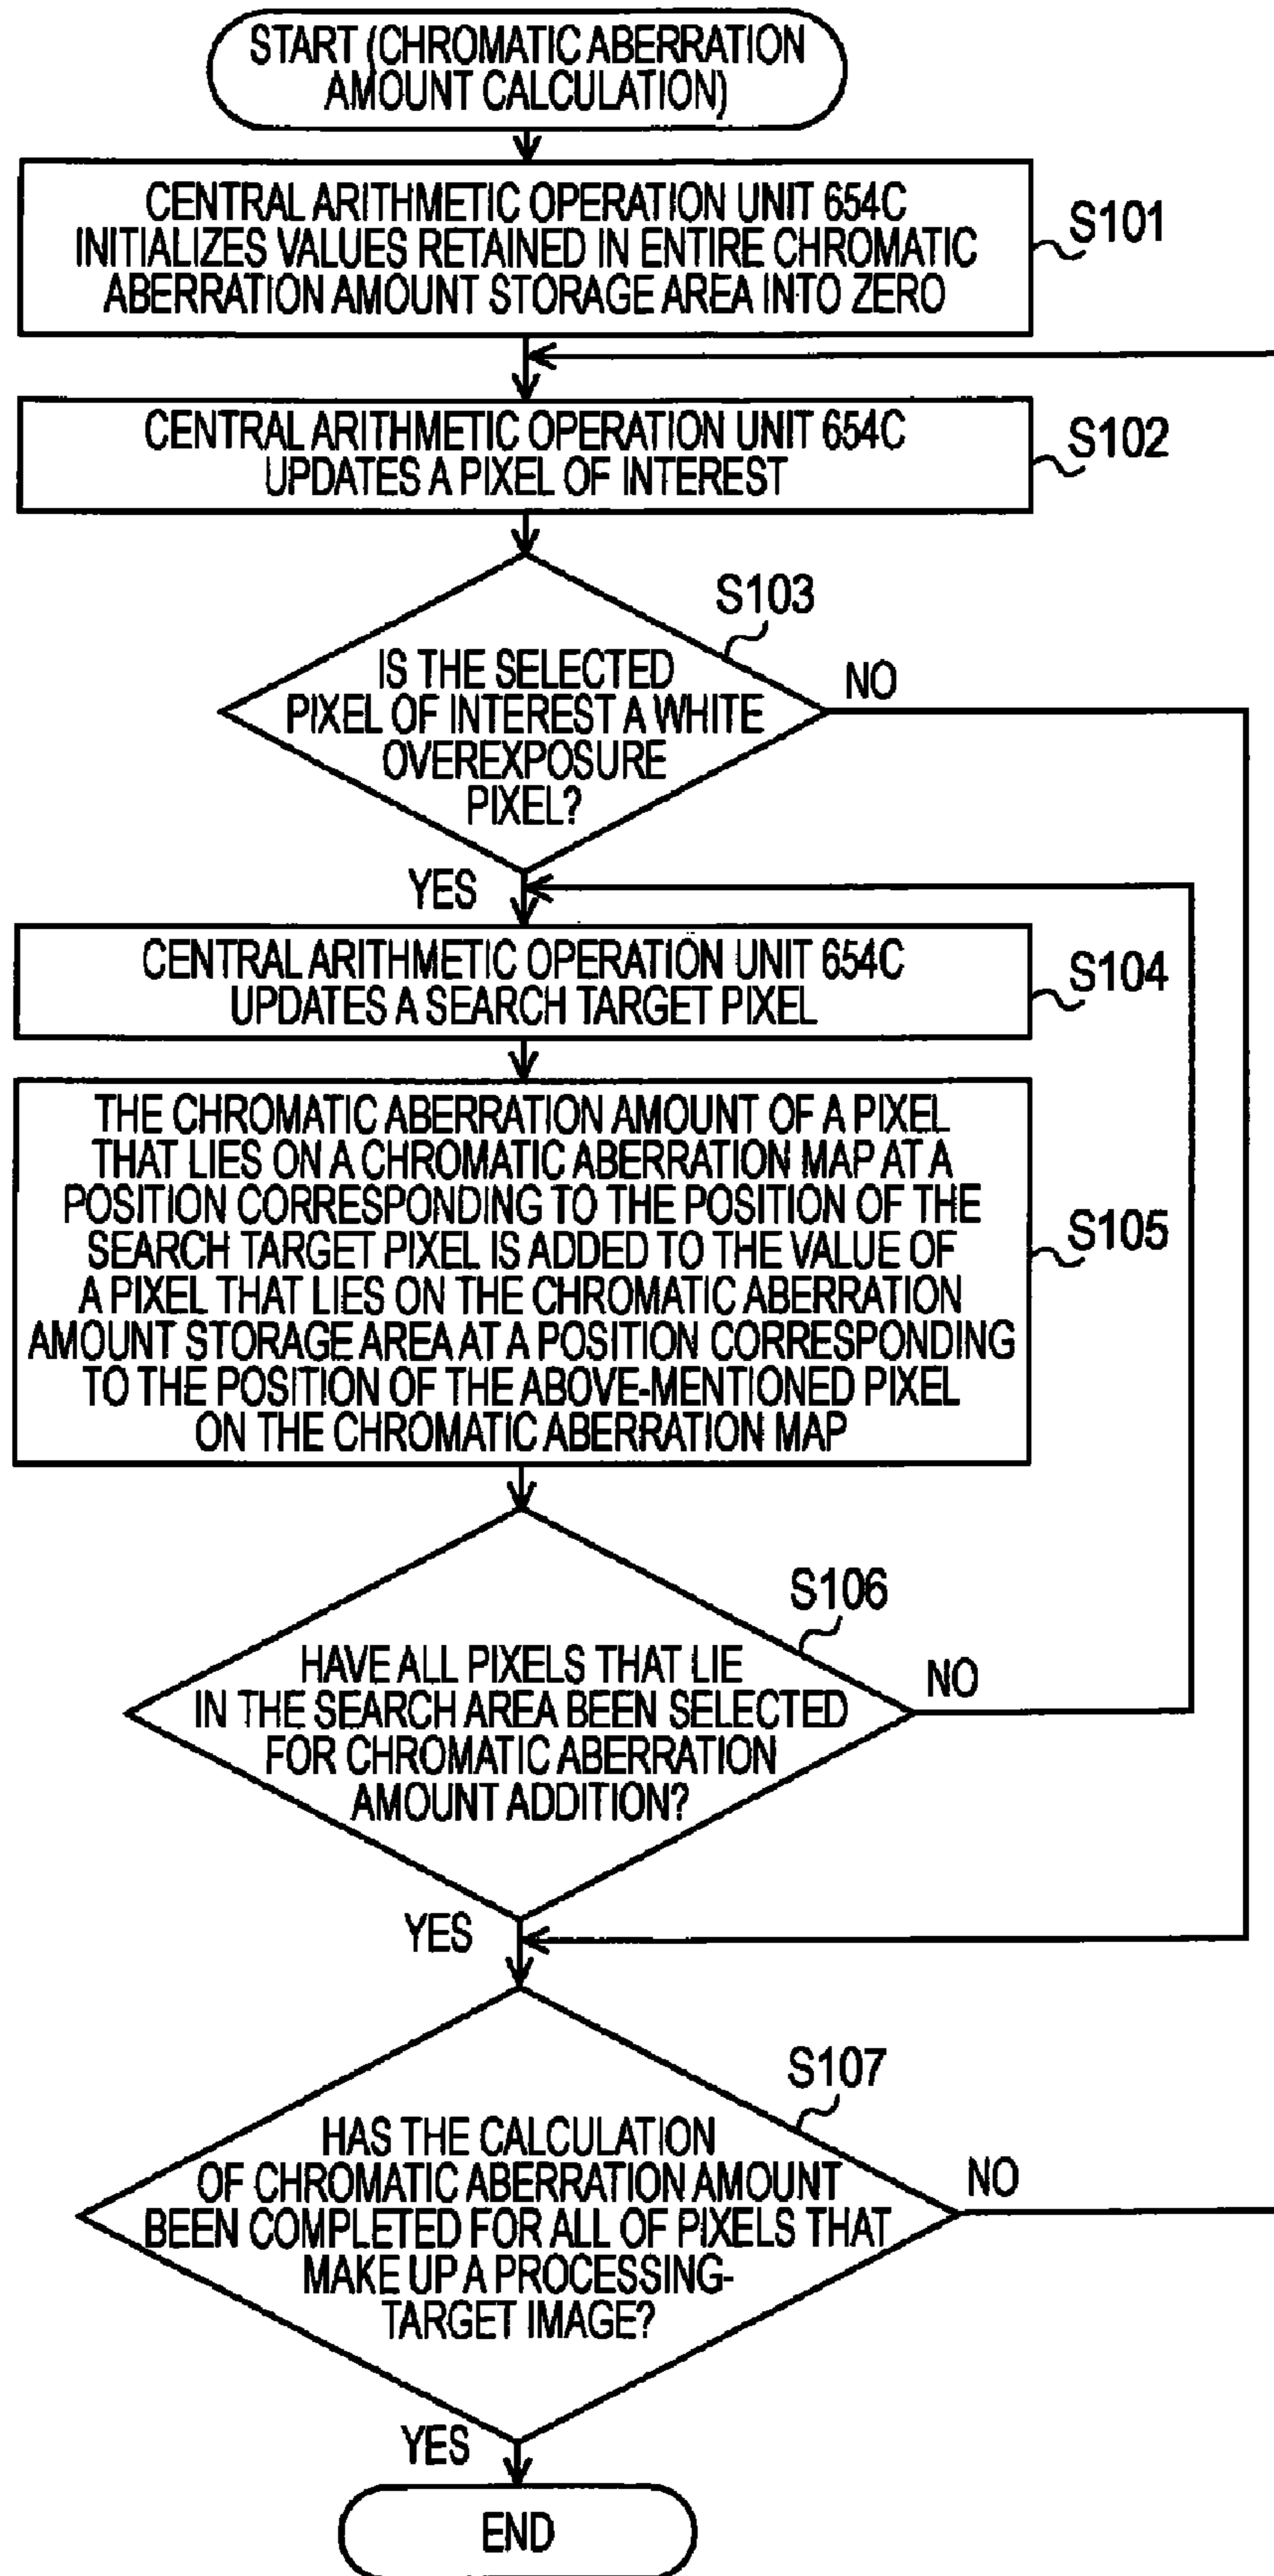 START (CHROMATIC ABERRATION
AMOUNT CALCULATION)
CENTRAL ARITHMETIC OPERATION UNIT 654C
INITIALIZES VALUES RETAINED IN ENTIRE CHROMATIC
ABERRATION AMOUNT STORAGE AREA INTO ZERO
S101
CENTRAL ARITHMETIC OPERATION UNIT 654C
UPDATES A PIXEL OF INTEREST
S102
S103
IS THE SELECTED
PIXEL OF INTEREST A WHITE
OVEREXPOSURE
PIXEL?
NO
YES
CENTRAL ARITHMETIC OPERATION UNIT 654C
UPDATES A SEARCH TARGET PIXEL
S104
THE CHROMATIC ABERRATION AMOUNT OF A PIXEL
THAT LIES ON A CHROMATIC ABERRATION MAP AT A
POSITION CORRESPONDING TO THE POSITION OF THE
SEARCH TARGET PIXEL IS ADDED TO THE VALUE OF
A PIXEL THAT LIES ON THE CHROMATIC ABERRATION
AMOUNT STORAGE AREA AT A POSITION CORRESPONDING
TO THE POSITION OF THE ABOVE-MENTIONED PIXEL
ON THE CHROMATIC ABERRATION MAP
S105
S106
HAVE ALL PIXELS THAT LIE
IN THE SEARCH AREA BEEN SELECTED
FOR CHROMATIC ABERRATION
AMOUNT ADDITION?
NO
YES
S107
HAS THE CALCULATION
OF CHROMATIC ABERRATION AMOUNT
BEEN COMPLETED FOR ALL OF PIXELS THAT
MAKE UP A PROCESSING-
TARGET IMAGE?
NO
YES
END